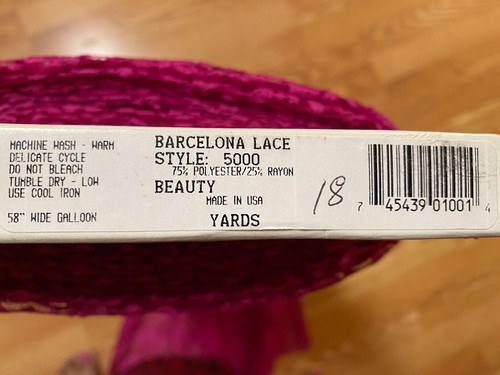 MACHINE WASH - WARM
DELICATE CYCLE
DO NOT BLEACH
TUMBLE DRY - LOW
USE COOL IRON
58" WIDE GALLOON
BARCELONA LACE
STYLE: 5000
75% POLYESTER/25% RAYON
BEAUTY
MADE IN USA
YARDS
18
7 45439 01001 4